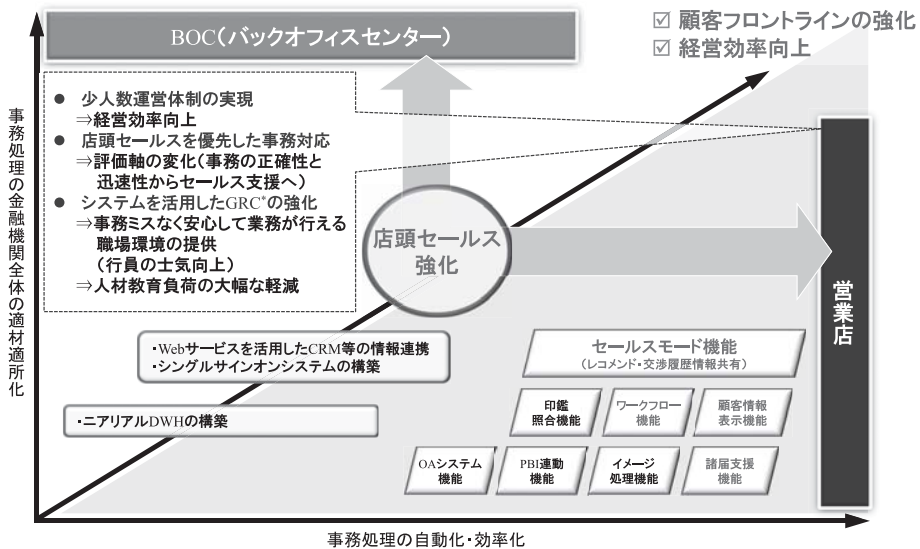 BOC(バックオフィスセンター)
☑ 顧客フロントラインの強化
☑ 経営効率向上
● 少人数運営体制の実現
⇒経営効率向上
● 店頭セールスを優先した事務対応
⇒評価軸の変化(事務の正確性と
迅速性からセールス支援へ)
● システムを活用したGRC*の強化
⇒事務ミスなく安心して業務が行える
職場環境の提供
(行員の士気向上)
⇒人材教育負荷の大幅な軽減
事務処理の金融機関全体の適材適所化
店頭セールス
強化
営業店
・Webサービスを活用したCRM等の情報連携
・シングルサインオンシステムの構築
・ニアリアルDWHの構築
セールスモード機能
(レコメンド・交渉履歴情報共有)
印鑑
照合機能
ワークフロー
機能
顧客情報
表示機能
OAシステム
機能
PBI連動
機能
イメージ
処理機能
諸届支援
機能
事務処理の自動化・効率化